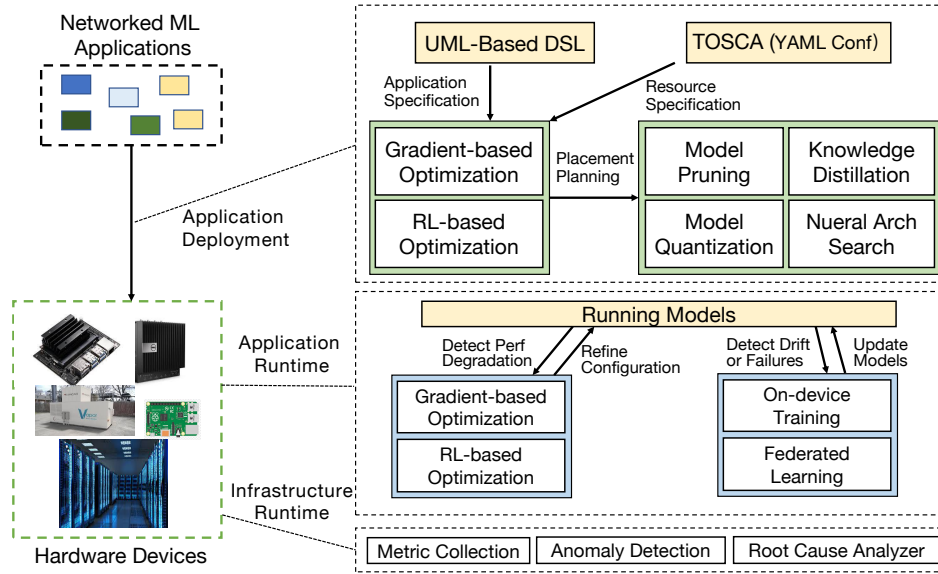 Networked ML
Applications
Application
Deployment
Application
Runtime
Infrastructure
Runtime
Hardware Devices
UML-Based DSL
TOSCA (YAML Conf)
Application
Specification
Resource
Specification
Gradient-based
Optimization
RL-based
Optimization
Placement
Planning
Model
Pruning
Knowledge
Distillation
Model
Quantization
Nueral Arch
Search
Running Models
Detect Perf
Degradation
Refine
Configuration
Detect Drift
or Failures
Update
Models
Gradient-based
Optimization
RL-based
Optimization
On-device
Training
Federated
Learning
Metric Collection
Anomaly Detection
Root Cause Analyzer